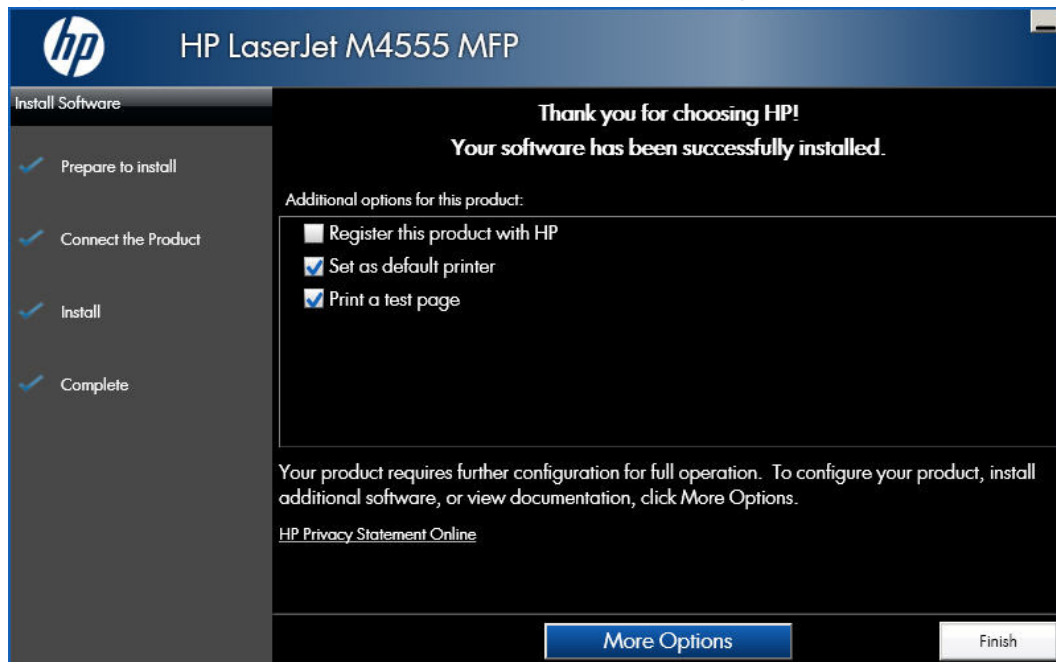 hp
HP LaserJet M4555 MFP
Install Software
Prepare to install
Connect the Product
Install
Complete
Thank you for choosing HP!
Your software has been successfully installed.
Additional options for this product:
Register this product with HP
Set as default printer
Print a test page
Your product requires further configuration for full operation.  To configure your product, install
additional software, or view documentation, click More Options.
HP Privacy Statement Online
More Options
Finish